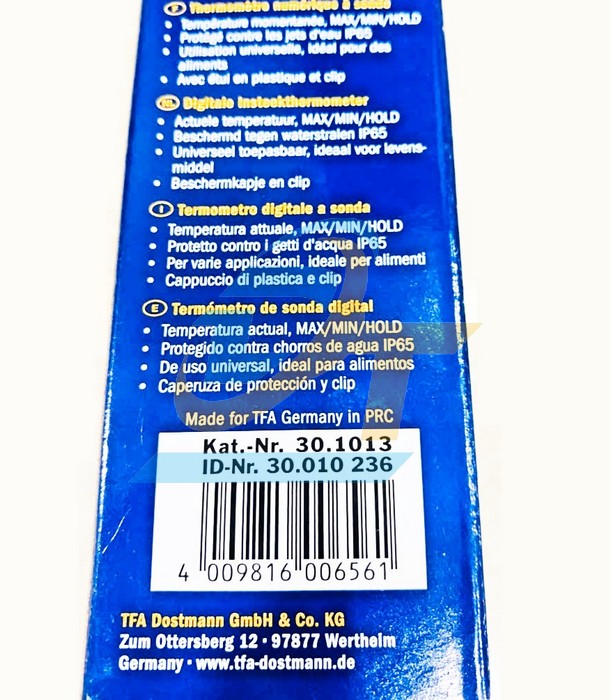 F Thermomètre numérique à sonde
• Température momentanée, MAX/MIN/HOLD
• Protégé contre les jets d'eau IP65
• Utilisation universelle, idéal pour des
aliments
• Avec étui en plastique et clip
NL Digitale insteekthermometer
• Actuele temperatuur, MAX/MIN/HOLD
• Beschermd tegen waterstralen IP65
• Universeel toepasbaar, ideaal voor levens-
middel
• Beschermkapje en clip
I Termometro digitale a sonda
• Temperatura attuale, MAX/MIN/HOLD
• Protetto contro i getti d'acqua IP65
• Per varie applicazioni, ideale per alimenti
• Cappuccio di plastica e clip
E Termómetro de sonda digital
• Temperatura actual, MAX/MIN/HOLD
• Protegido contra chorros de agua IP65
• De uso universal, ideal para alimentos
• Caperuza de protección y clip
Made for TFA Germany in PRC
Kat.-Nr. 30.1013
ID-Nr. 30.010 236
4 009816 006561
TFA Dostmann GmbH & Co. KG
Zum Ottersberg 12 • 97877 Wertheim
Germany • www.tfa-dostmann.de